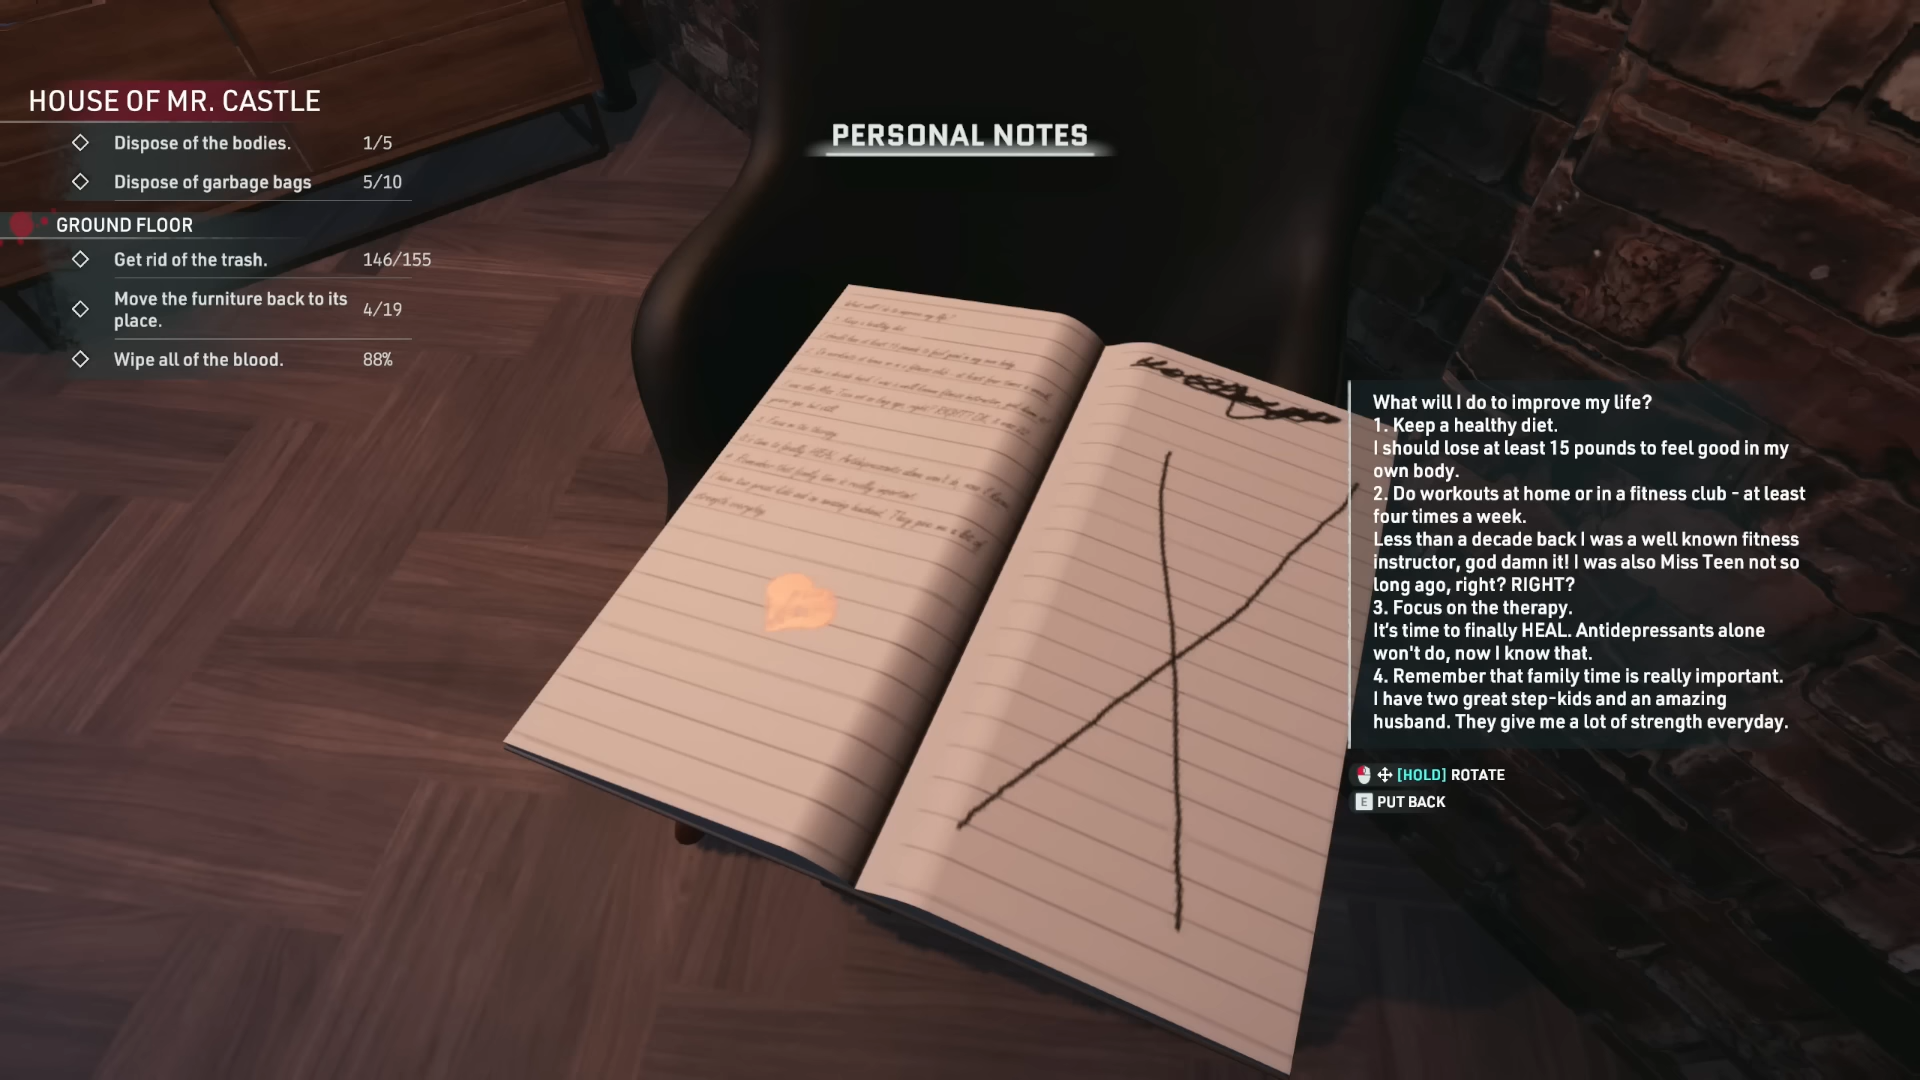 HOUSE OF MR. CASTLE
Dispose of the bodies. 1/5
Dispose of garbage bags 5/10
GROUND FLOOR
Get rid of the trash. 146/155
Move the furniture back to its
place. 4/19
Wipe all of the blood. 88%
PERSONAL NOTES
What will I do to improve my life?
1. Keep a healthy diet.
I should lose at least 15 pounds to feel good in my
own body.
2. Do workouts at home or in a fitness club - at least
four times a week.
Less than a decade back I was a well known fitness
instructor, god damn it! I was also Miss Teen not so
long ago, right? RIGHT?
3. Focus on the therapy.
It's time to finally HEAL. Antidepressants alone
won't do, now I know that.
4. Remember that family time is really important.
I have two great step-kids and an amazing
husband. They give me a lot of strength everyday.
[HOLD] ROTATE
E PUT BACK